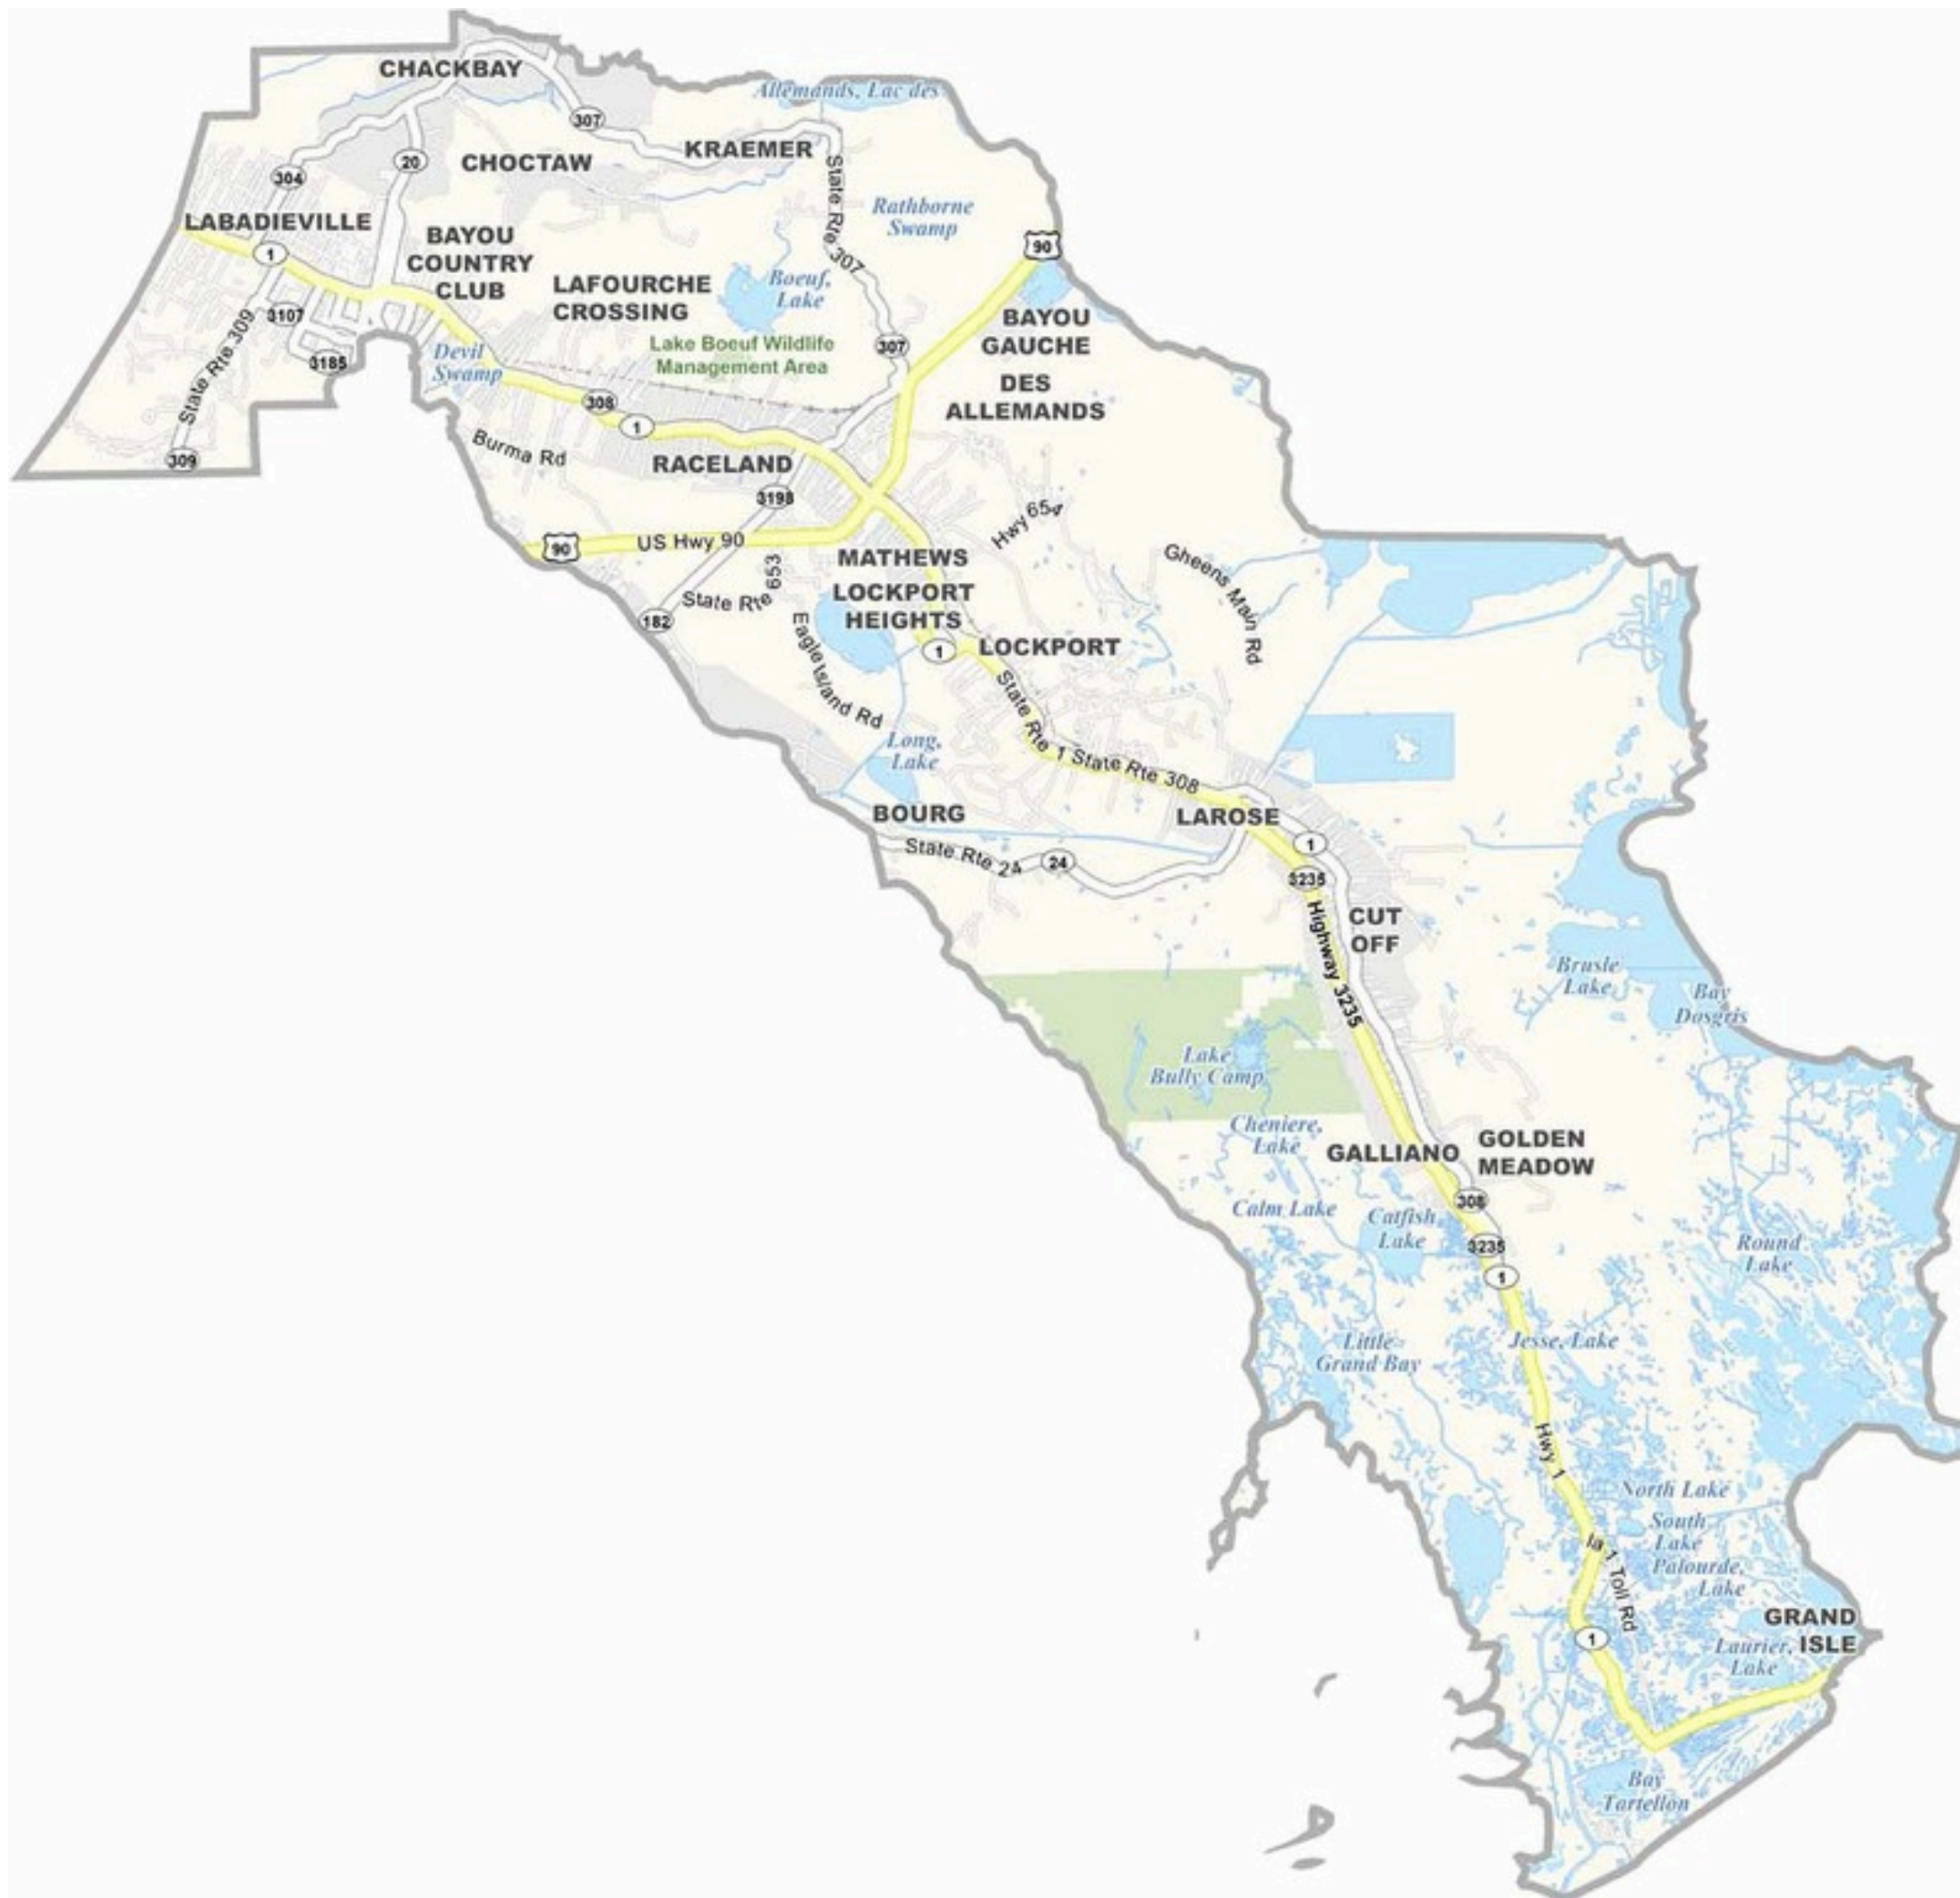 CHACKBAY
Allemands, Lac des
307
KRAEMER
20
CHOCTAW
304
State Rte 307
Rathborne
Swamp
LABADIEVILLE
BAYOU
COUNTRY
CLUB
90
1
LAFOURCHE
CROSSING
Boeuf,
Lake
3107
State Rte 309
BAYOU
GAUCHE
Lake Boeuf Wildlife
Management Area
307
3185
Devil
Swamp
DES
ALLEMANDS
308
1
Burma Rd
309
RACELAND
3198
Hwy 654
90
US Hwy 90
MATHEWS
Gheens Main Rd
State Rte 653
LOCKPORT
HEIGHTS
182
Eagle Island Rd
1
LOCKPORT
State Rte 1
State Rte 308
Long,
Lake
BOURG
LAROSE
State Rte 24
24
1
3235
Highway 3235
CUT
OFF
Brusle
Lake
Bay
Dosgris
Lake
Bully Camp
Cheniere,
Lake
GALLIANO
GOLDEN
MEADOW
308
Calm Lake
Catfish
Lake
3235
Round
Lake
1
Little
Grand Bay
Jesse, Lake
Hwy 1
North Lake
South
Lake
la 1 Toll Rd
Palourde,
Lake
GRAND
ISLE
1
Laurier,
Lake
Bay
Tartellon